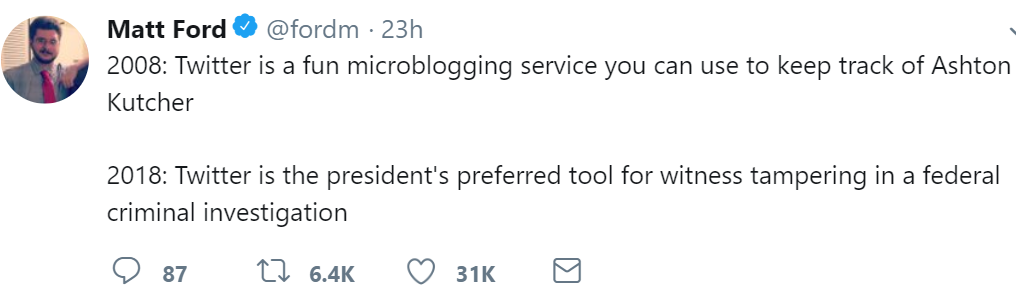 Matt Ford @fordm · 23h
2008: Twitter is a fun microblogging service you can use to keep track of Ashton
Kutcher
2018: Twitter is the president's preferred tool for witness tampering in a federal
criminal investigation
87 6.4K 31K